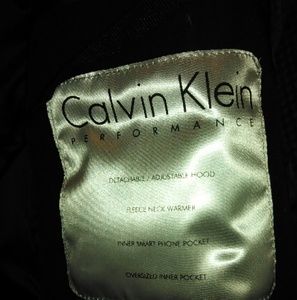 Calvin Klein
PERFORMANCE
DETACHABLE / ADJUSTABLE HOOD
FLEECE NECK WARMER
INNER SMART PHONE POCKET
OVERSIZED INNER POCKET